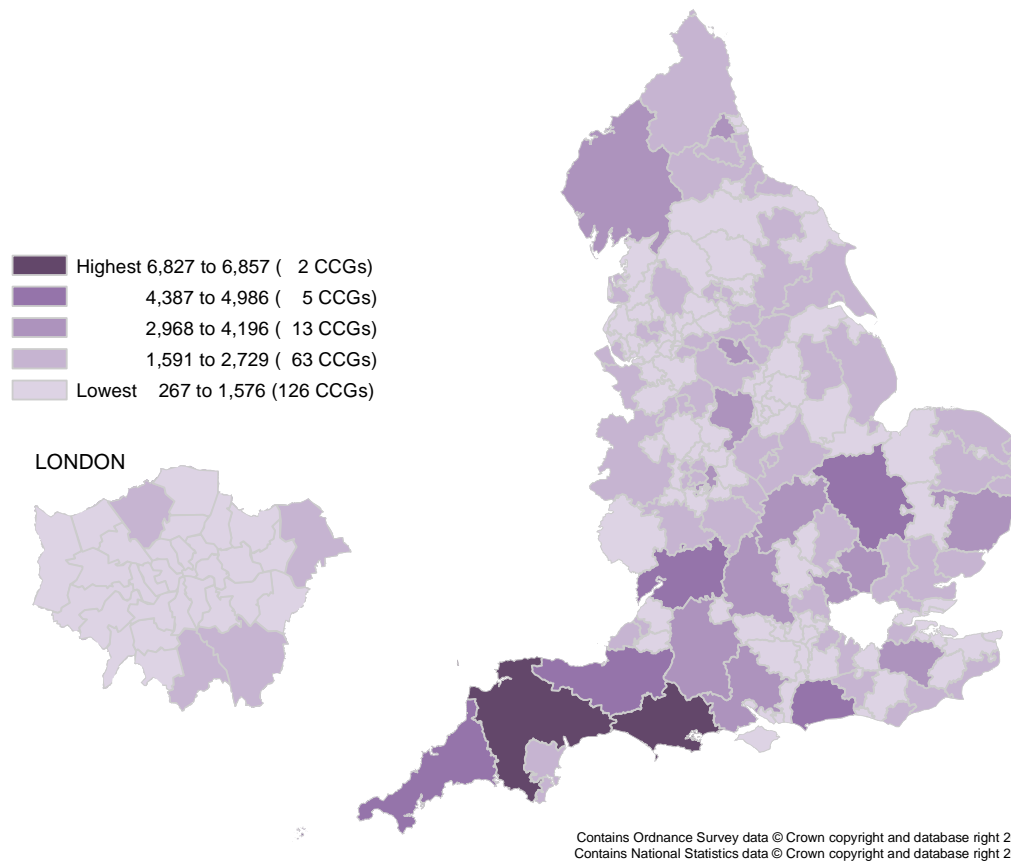 Highest 6,827 to 6,857 ( 2 CCGs)
4,387 to 4,986 ( 5 CCGs)
2,968 to 4,196 ( 13 CCGs)
1,591 to 2,729 ( 63 CCGs)
Lowest 267 to 1,576 (126 CCGs)
LONDON
Contains Ordnance Survey data © Crown copyright and database right 2
Contains National Statistics data © Crown copyright and database right 2